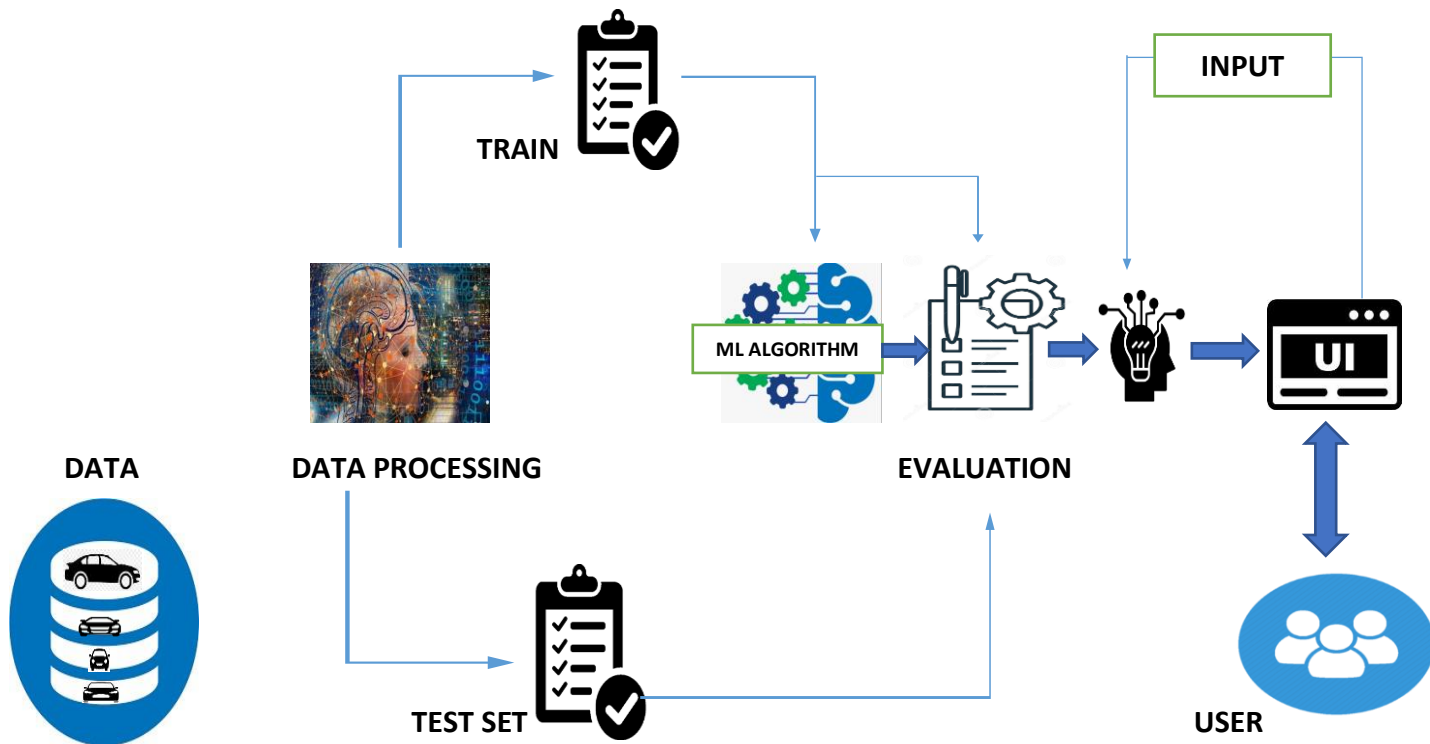 TRAIN
INPUT
ML ALGORITHM
UI
DATA
DATA PROCESSING
EVALUATION
TEST SET
USER